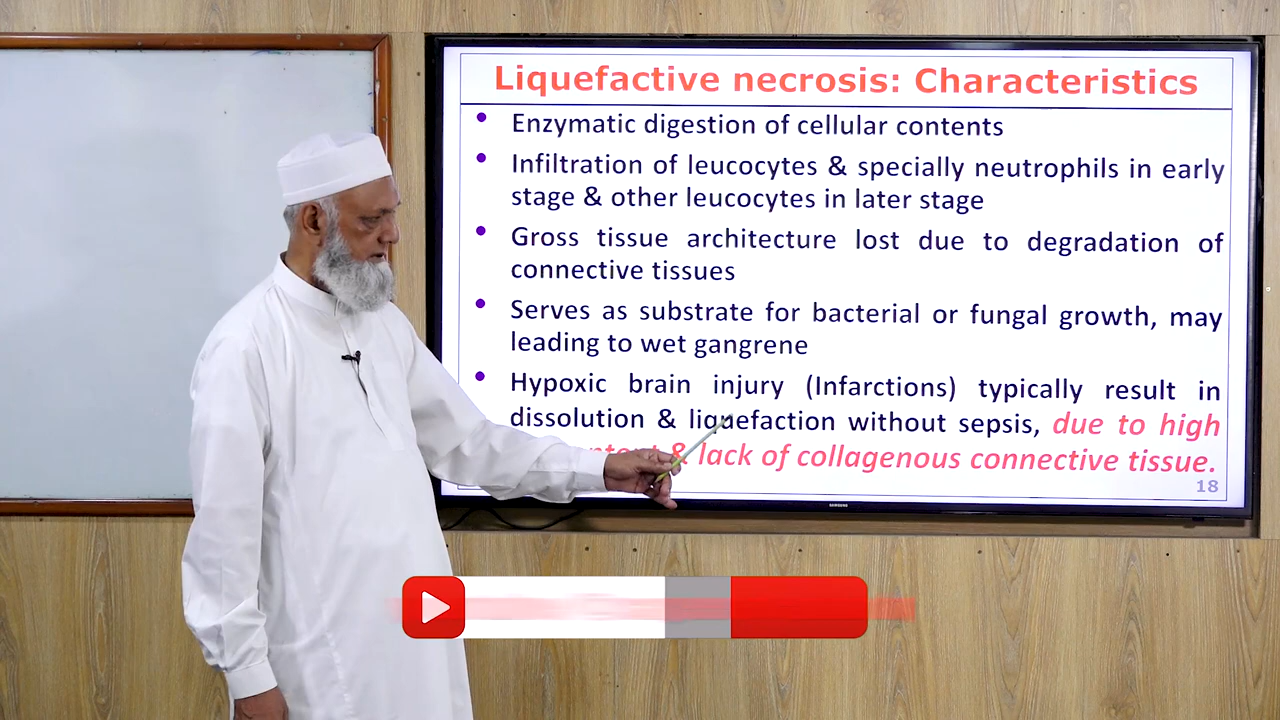 Liquefactive necrosis: Characteristics
• Enzymatic digestion of cellular contents
• Infiltration of leucocytes & specially neutrophils in early
stage & other leucocytes in later stage
• Gross tissue architecture lost due to degradation of
connective tissues
• Serves as substrate for bacterial or fungal growth, may
leading to wet gangrene
• Hypoxic brain injury (Infarctions) typically result in
dissolution & liquefaction without sepsis, due to high
& lack of collagenous connective tissue.
18
SAMSUNG